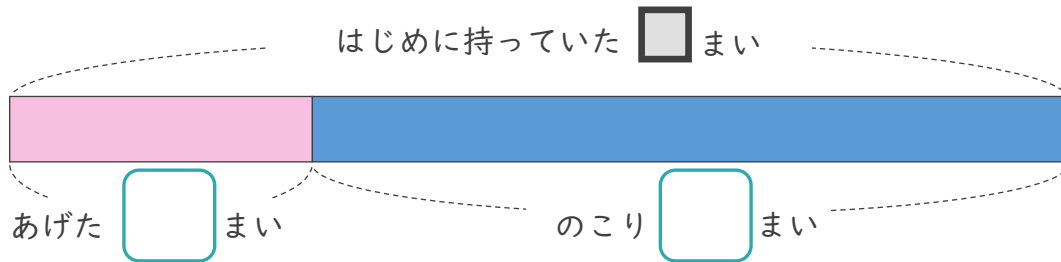 はじめに持っていた まい
あげた まい
のこり まい